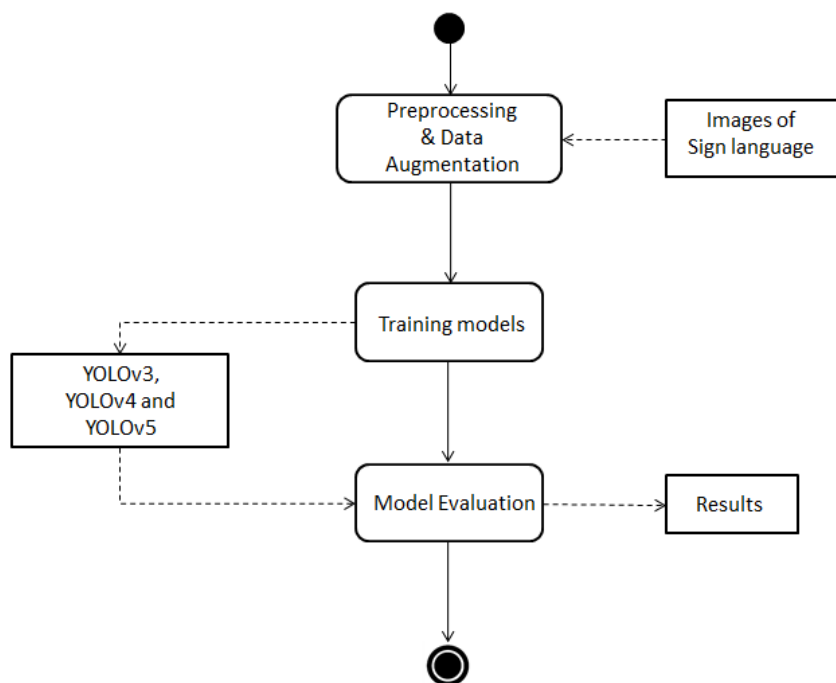 Preprocessing
& Data
Augmentation
Images of
Sign language
Training models
YOLOv3,
YOLOv4 and
YOLOv5
Model Evaluation
Results